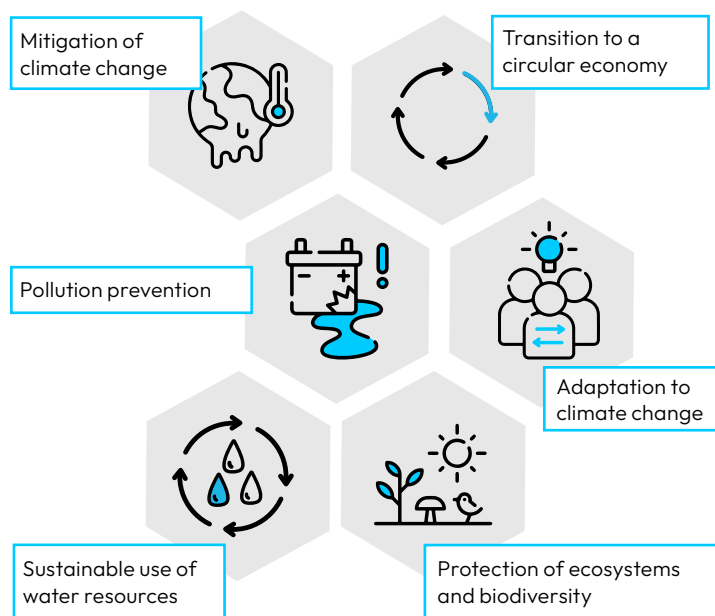 Mitigation of
climate change
Transition to a
circular economy
Pollution prevention
Adaptation to
climate change
Sustainable use of
water resources
Protection of ecosystems
and biodiversity